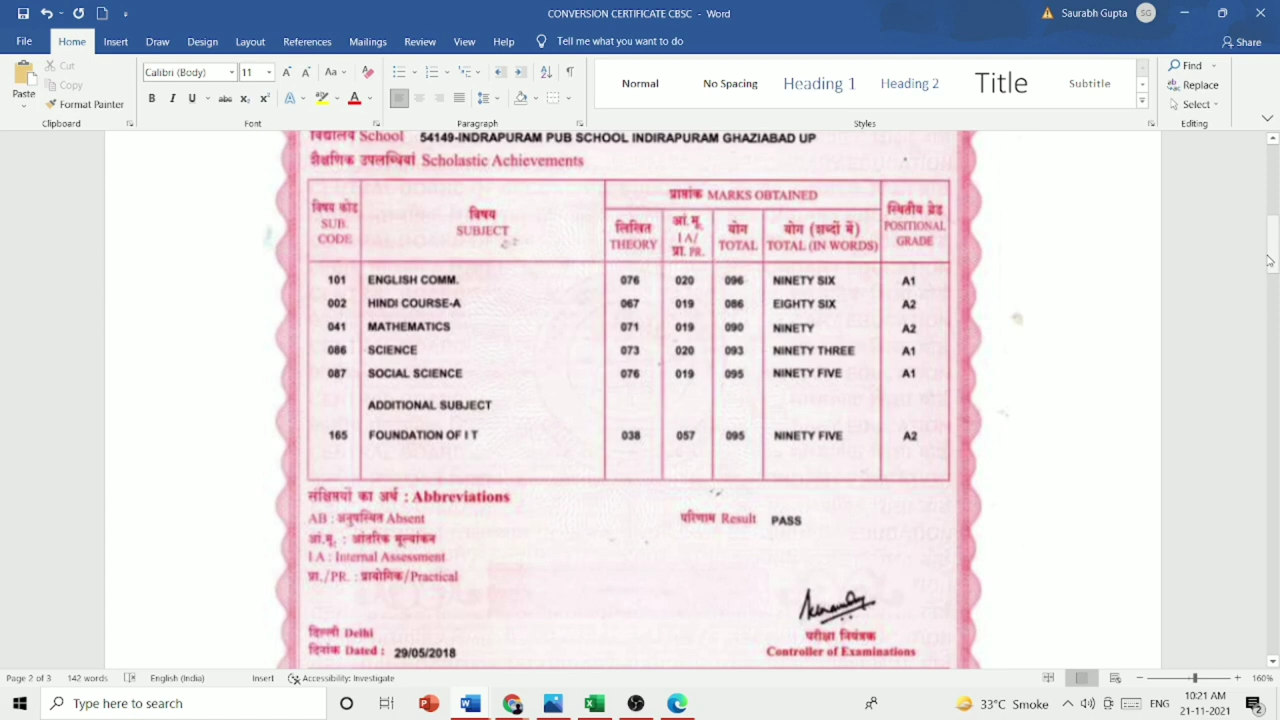 CONVERSION CERTIFICATE CBSC - Word
Saurabh Gupta SG
File Home Insert Draw Design Layout References Mailings Review View Help Tell me what you want to do Share
Paste Cut Copy Format Painter
Calibri (Body) 11 Aa
B I U abc x₂ x² A A
Normal No Spacing Heading 1 Heading 2 Title Subtitle
Find Replace Select
Clipboard Font Paragraph Styles Editing
विद्यालय School 54149-INDRAPURAM PUB SCHOOL INDIRAPURAM GHAZIABAD UP
शैक्षणिक उपलब्धियां Scholastic Achievements
विषय कोड SUB. CODE विषय SUBJECT प्राप्तांक MARKS OBTAINED स्थितीय ग्रेड POSITIONAL GRADE
लिखित THEORY आं.मू. I A/ प्रा. PR. योग TOTAL योग (शब्दों में) TOTAL (IN WORDS)
101 ENGLISH COMM. 076 020 096 NINETY SIX A1
002 HINDI COURSE-A 067 019 086 EIGHTY SIX A2
041 MATHEMATICS 071 019 090 NINETY A2
086 SCIENCE 073 020 093 NINETY THREE A1
087 SOCIAL SCIENCE 076 019 095 NINETY FIVE A1
ADDITIONAL SUBJECT
165 FOUNDATION OF I T 038 057 095 NINETY FIVE A2
संक्षिप्तियों का अर्थ : Abbreviations
AB : अनुपस्थित Absent परिणाम Result PASS
आं.मू. : आंतरिक मूल्यांकन
I A : Internal Assessment
प्रा./PR. : प्रायोगिक/Practical
परीक्षा नियंत्रक
दिल्ली Delhi
दिनांक Dated : 29/05/2018 Controller of Examinations
Page 2 of 3 142 words English (India) Insert Accessibility: Investigate 160%
Type here to search 33°C Smoke ENG 10:21 AM 21-11-2021 2